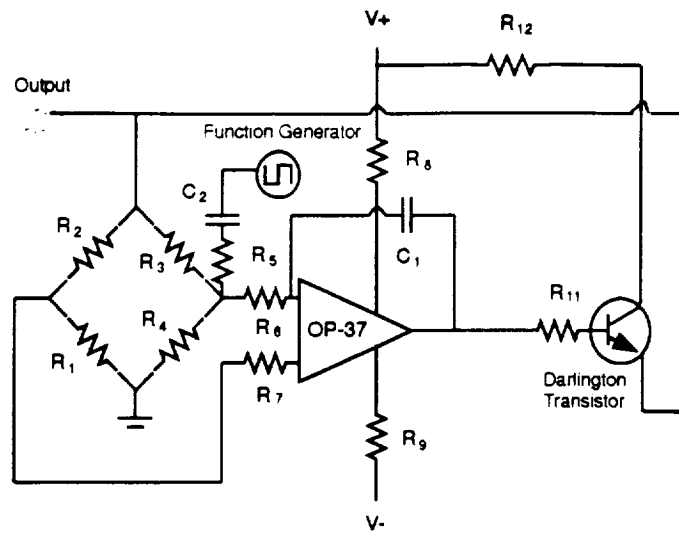 V+
R12
Output
Function Generator
R8
C2
R2
R3
R5
C1
R4
R6
OP-37
R11
R1
R7
Darlington
Transistor
R9
V-